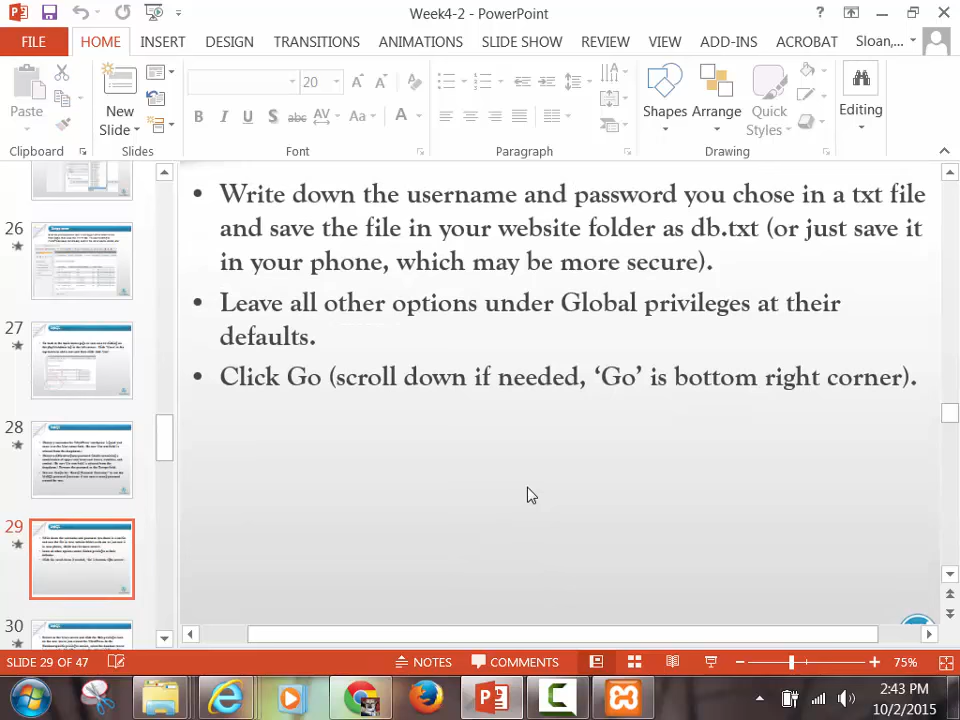 Week4-2 - PowerPoint
?
FILE HOME INSERT DESIGN TRANSITIONS ANIMATIONS SLIDE SHOW REVIEW VIEW ADD-INS ACROBAT Sloan,...
Paste
New
Slide
20
B I U S abc AV Aa A
Shapes Arrange Quick
Styles
Editing
Clipboard Slides Font Paragraph Drawing
26
27
28
29
30
• Write down the username and password you chose in a txt file
and save the file in your website folder as db.txt (or just save it
in your phone, which may be more secure).
• Leave all other options under Global privileges at their
defaults.
• Click Go (scroll down if needed, ‘Go’ is bottom right corner).
SLIDE 29 OF 47 NOTES COMMENTS 75%
2:43 PM
10/2/2015